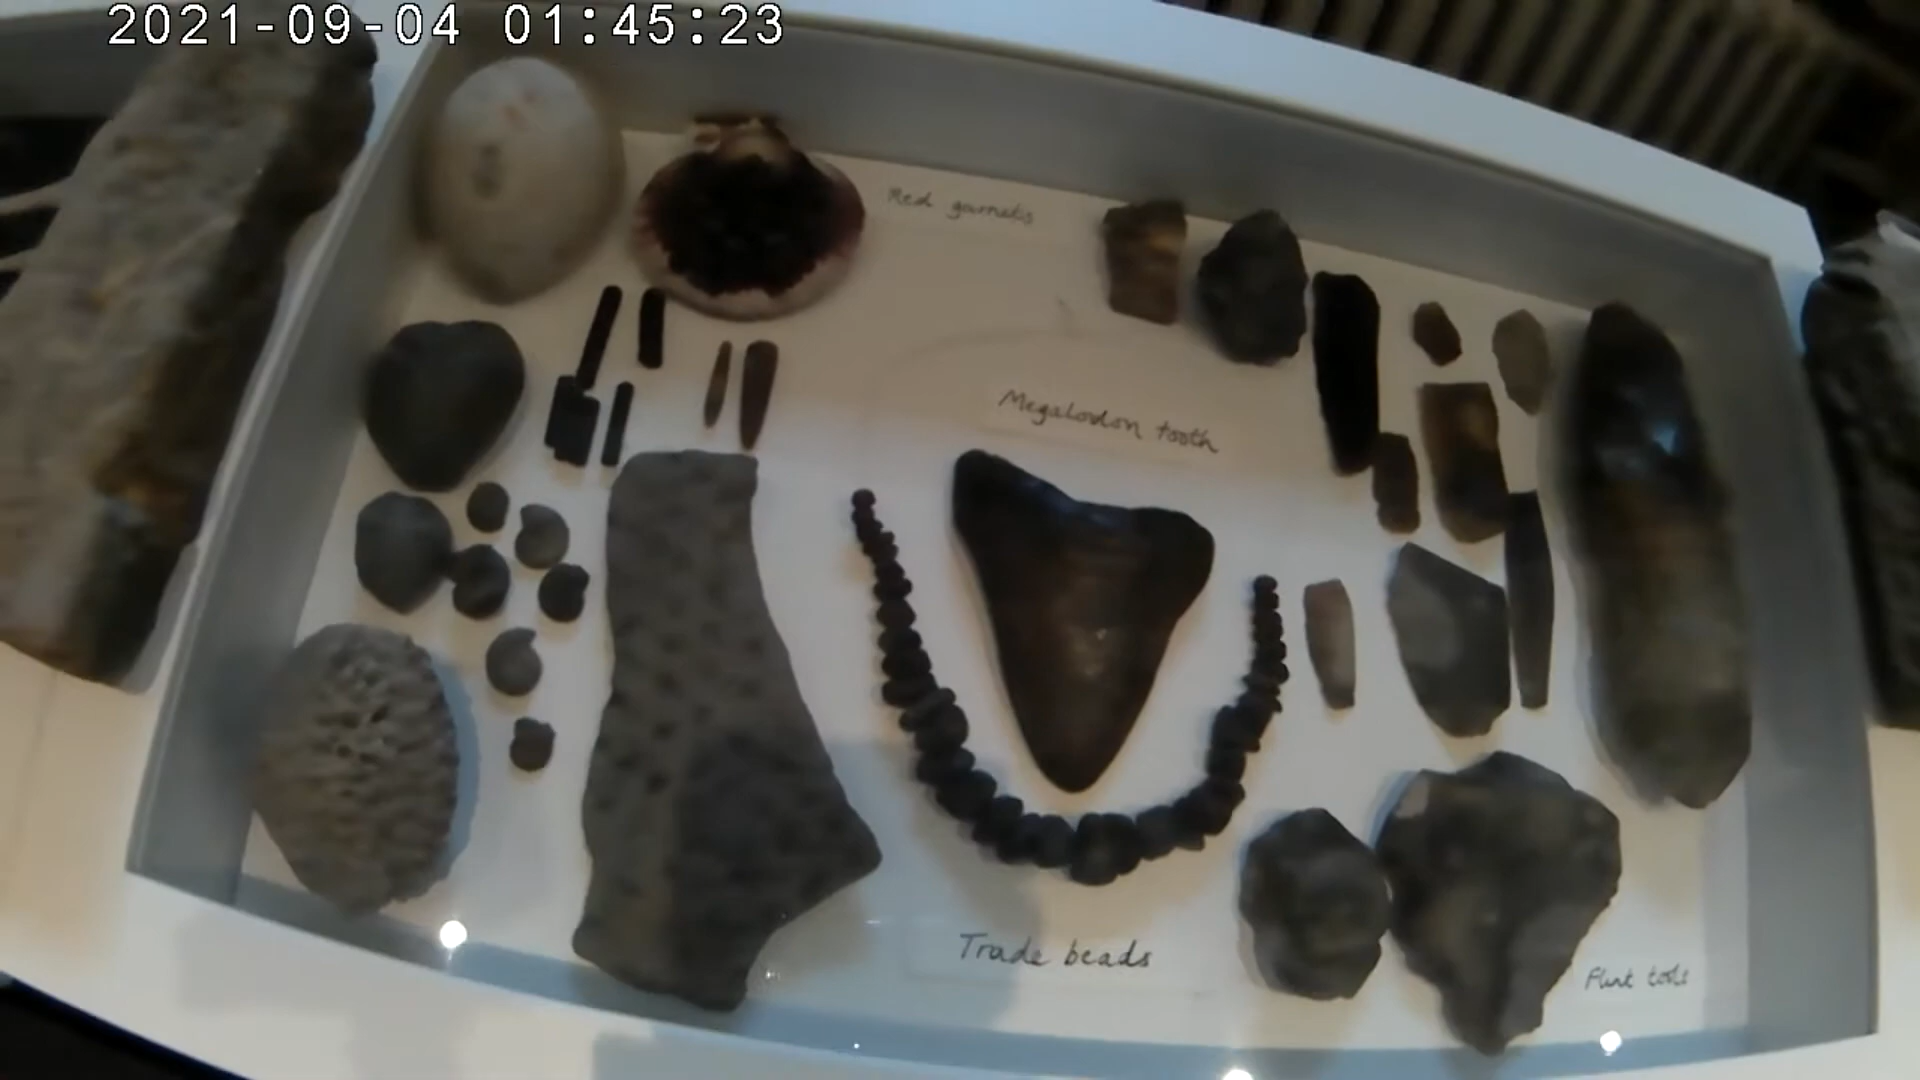 2021-09-04 01:45:23
Red garnets
Megalodon tooth
Trade beads
Flint tools